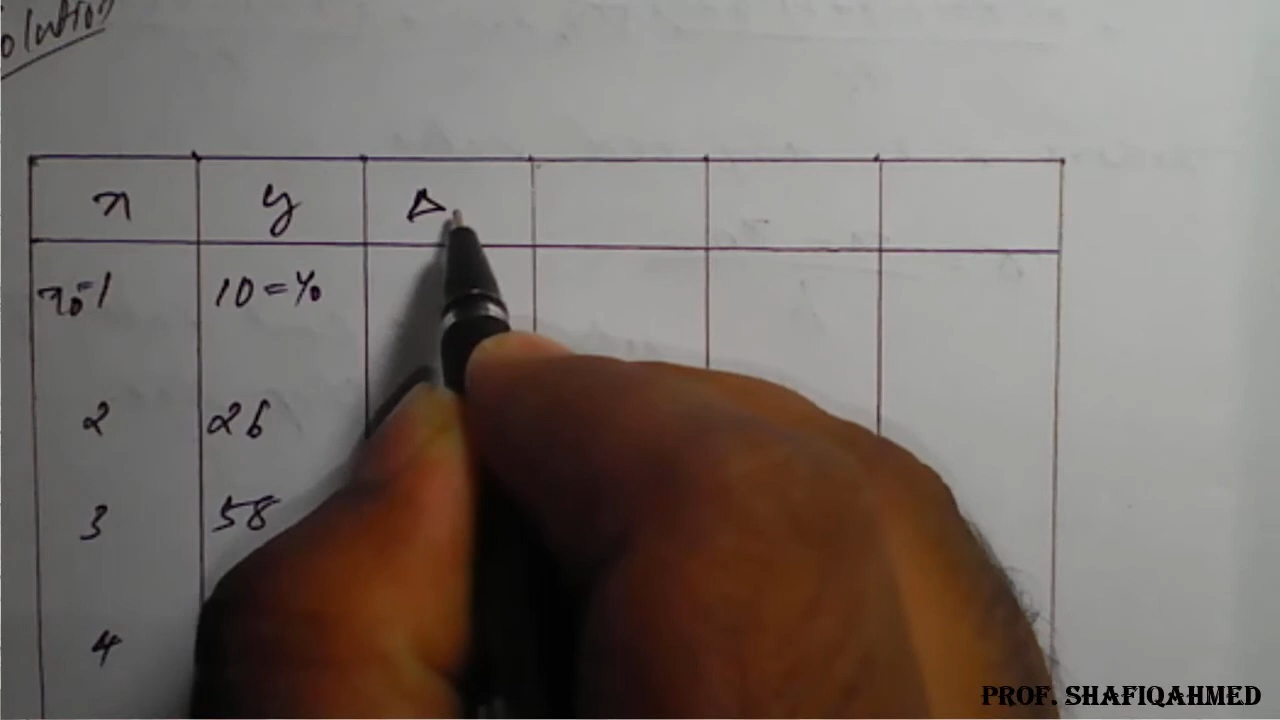 olution
x y Δ
x₀=1 10=y₀
2 26
3 58
4
PROF. SHAFIQAHMED